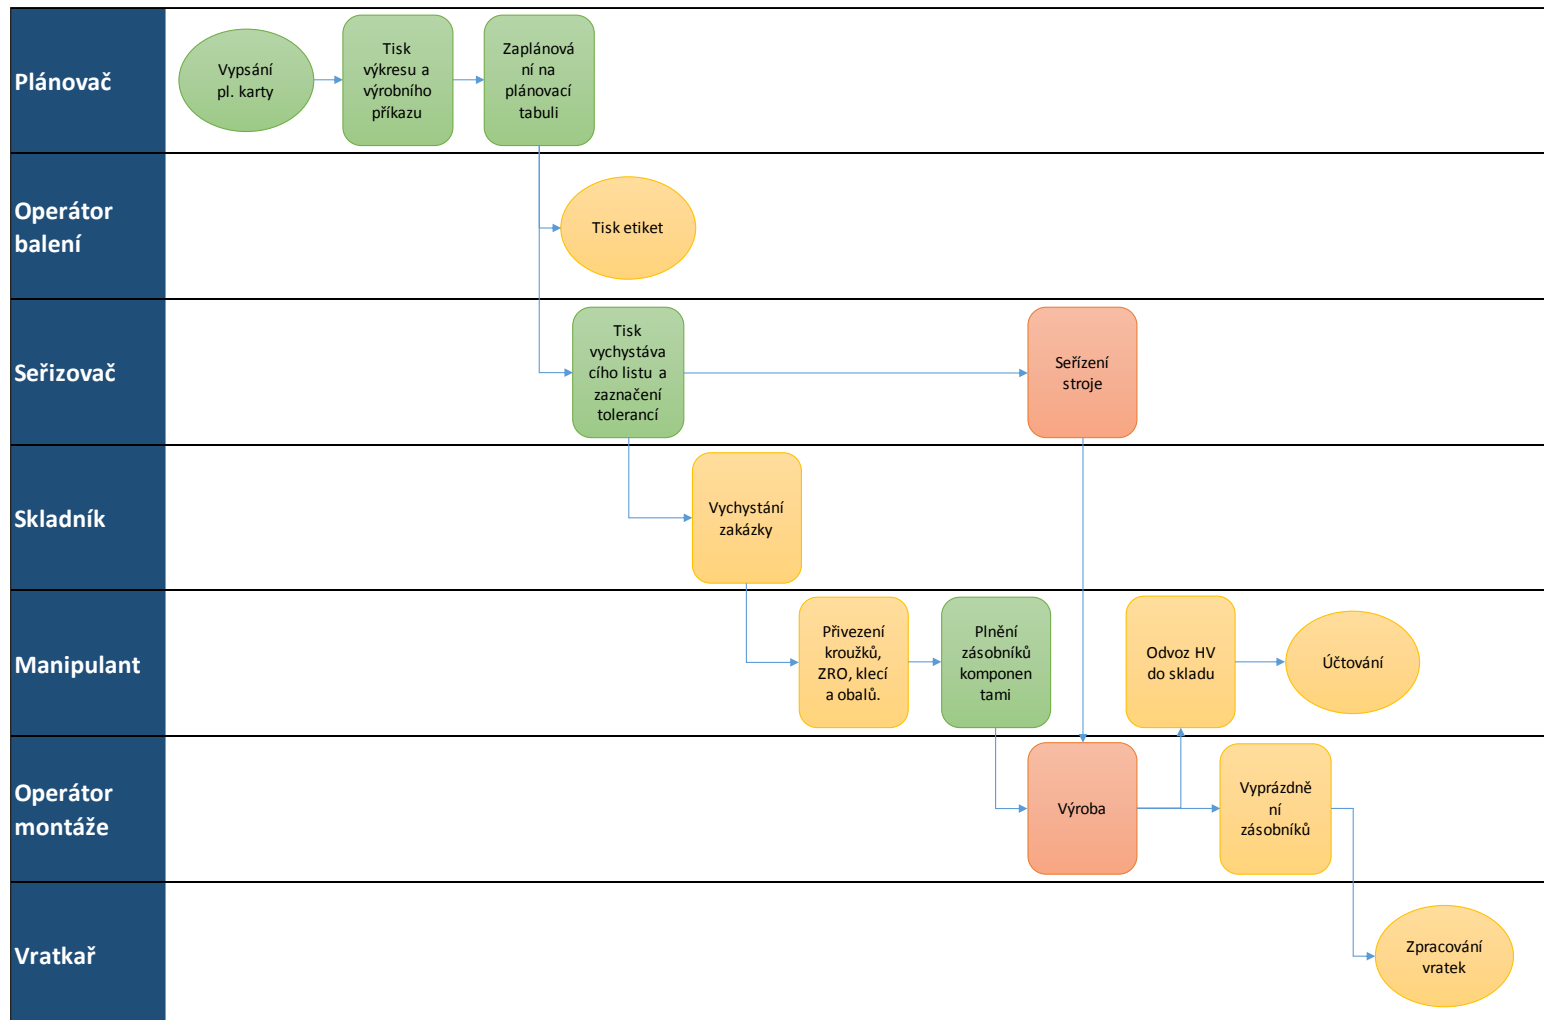 Plánovač
Vypsání
pl. karty
Tisk
výkresu a
výrobního
příkazu
Zaplánová
ní na
plánovací
tabuli
Operátor
balení
Tisk etiket
Seřizovač
Tisk
vychystáva
cího listu a
zaznačení
tolerancí
Seřízení
stroje
Skladník
Vychystání
zakázky
Manipulant
Přivezení
kroužků,
ZRO, klecí
a obalů.
Plnění
zásobníků
komponen
tami
Odvoz HV
do skladu
Účtování
Operátor
montáže
Výroba
Vyprázdně
ní
zásobníků
Vratkař
Zpracování
vratek